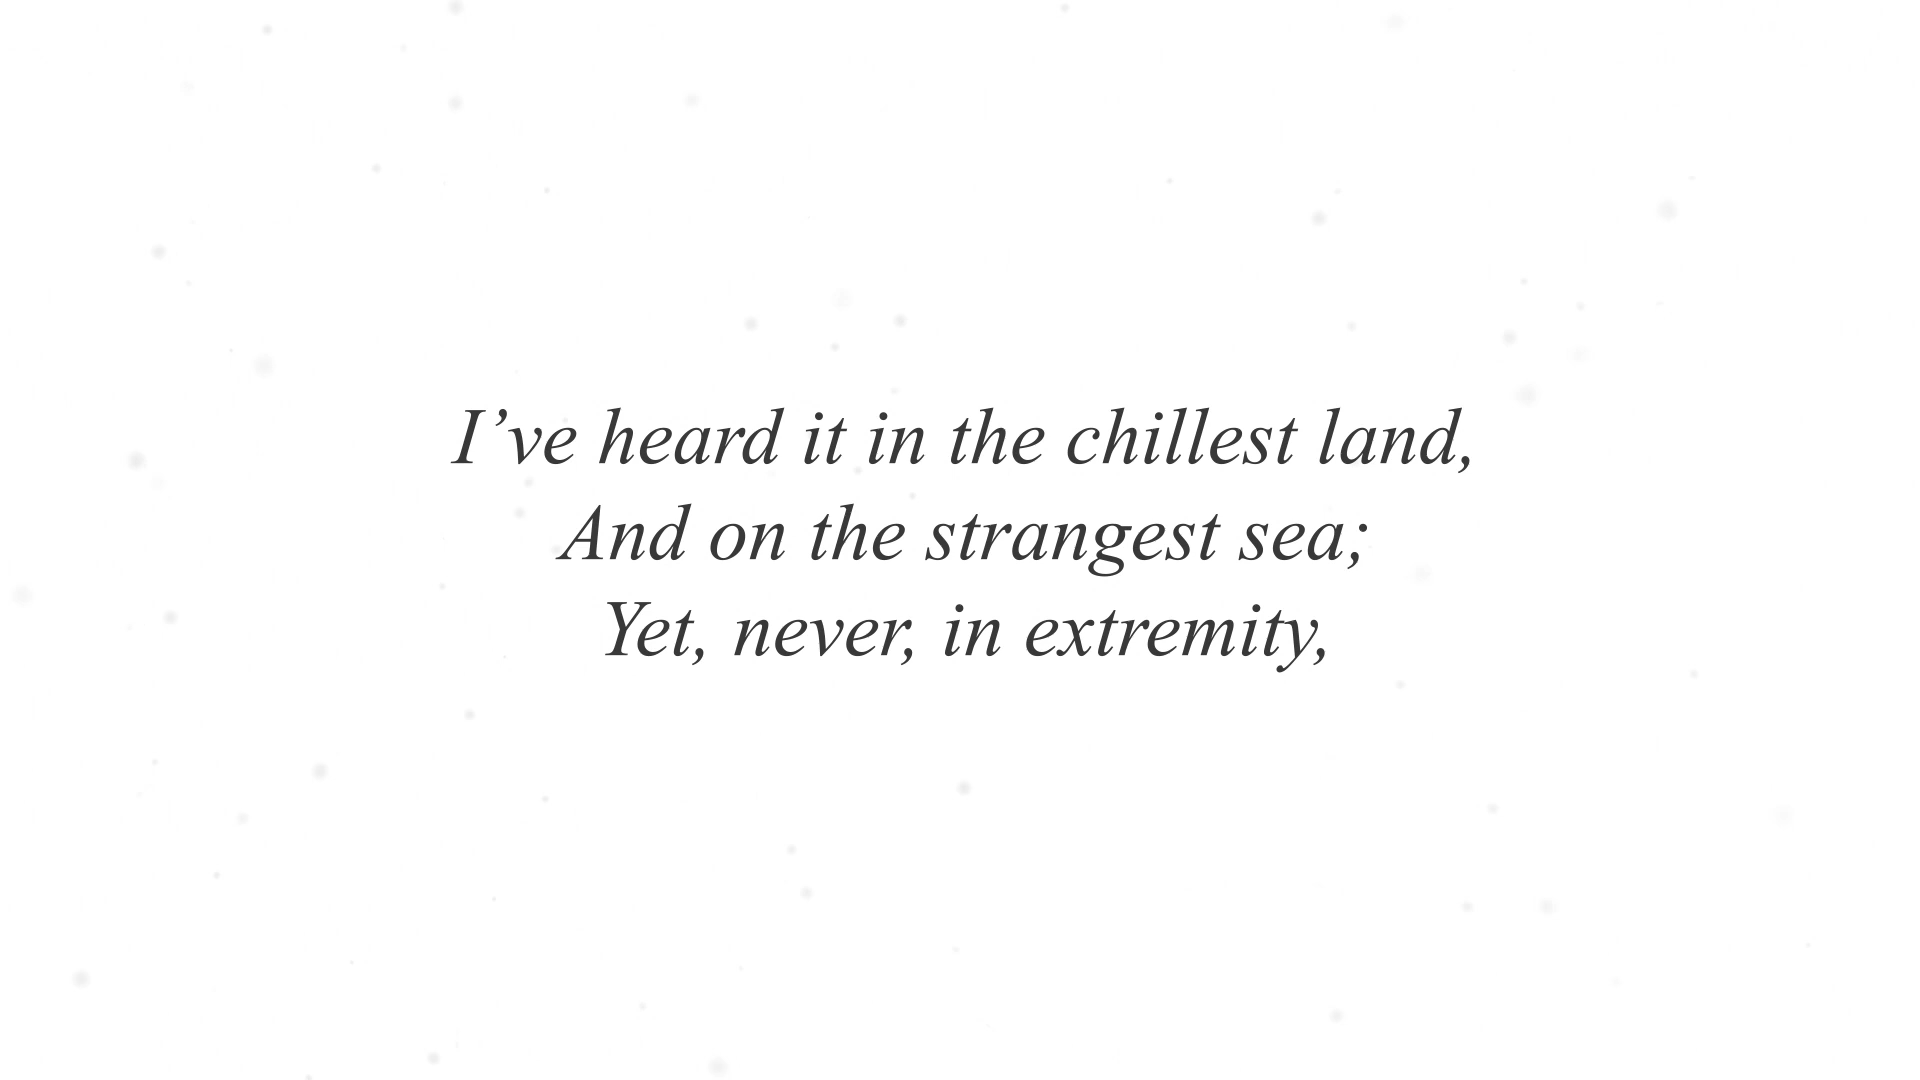 I’ve heard it in the chillest land,
And on the strangest sea;
Yet, never, in extremity,